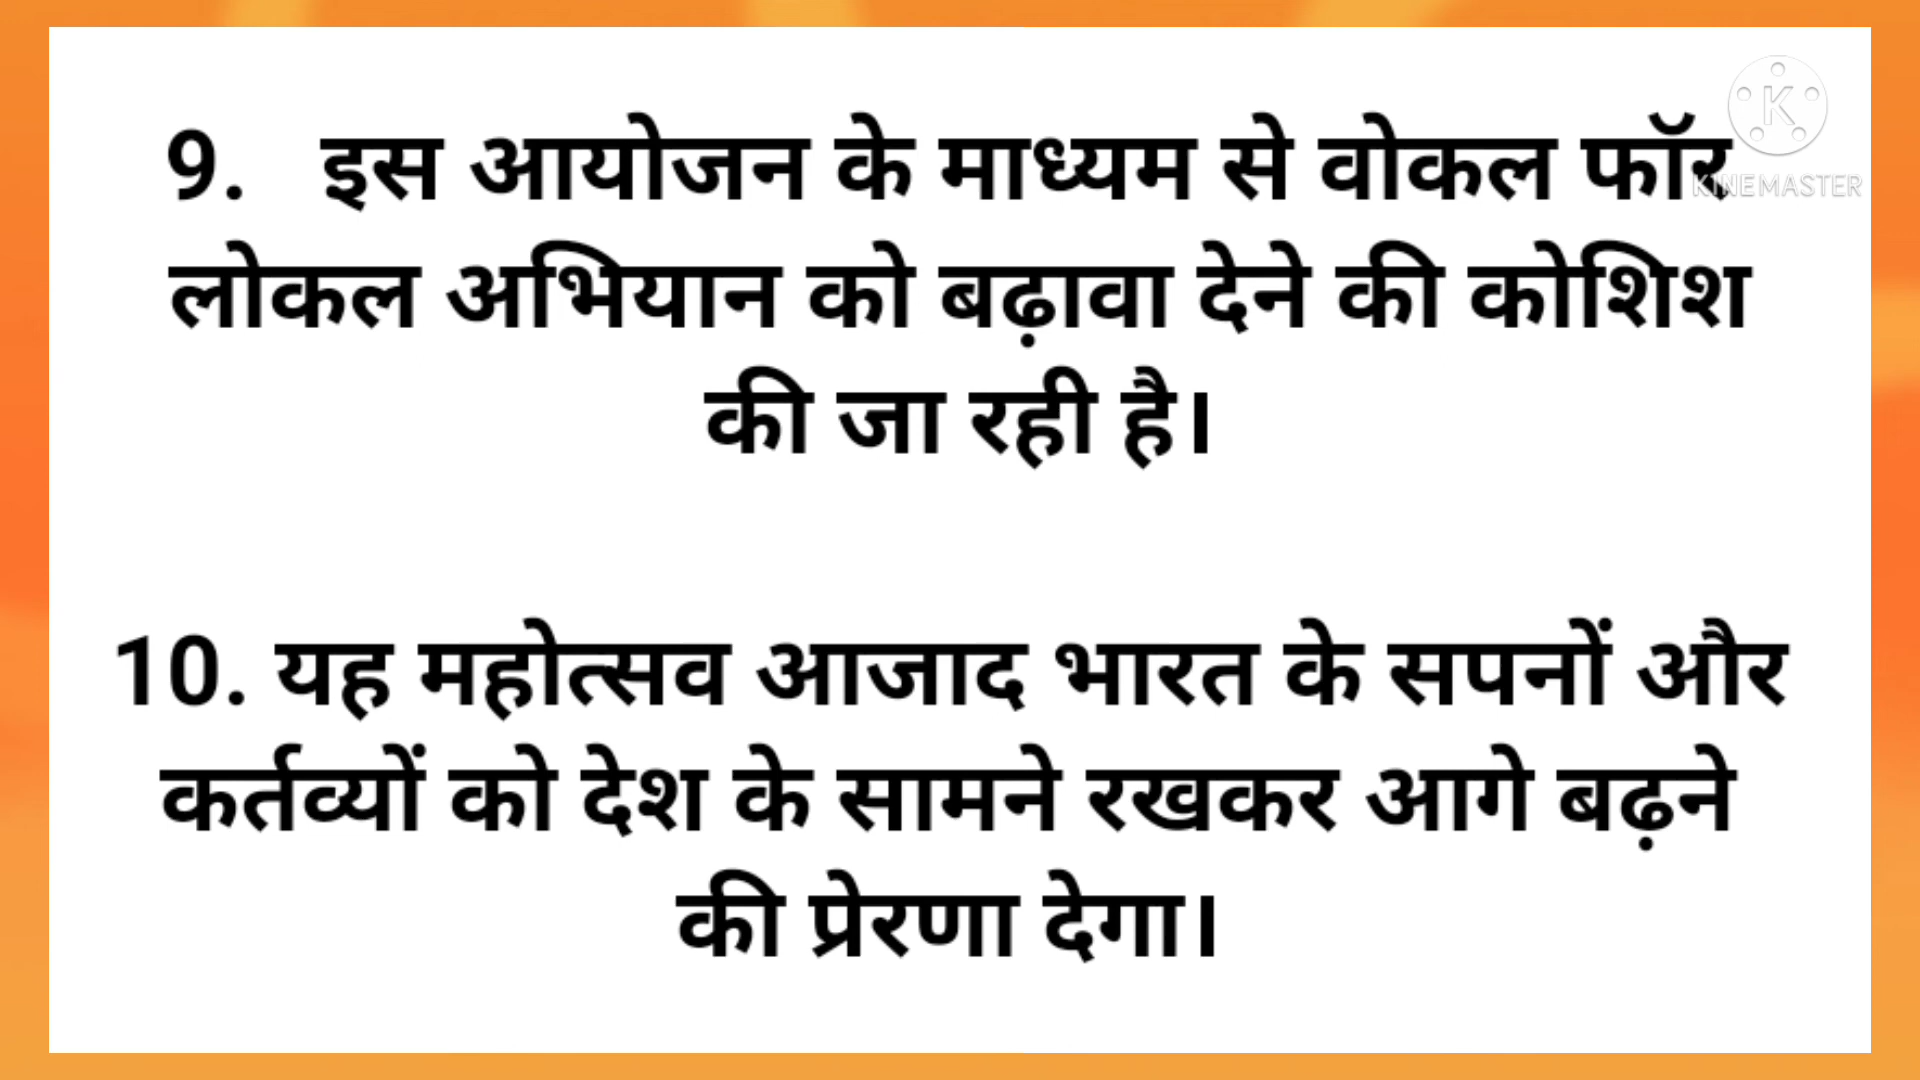 9. इस आयोजन के माध्यम से वोकल फॉर
लोकल अभियान को बढ़ावा देने की कोशिश
की जा रही है।
10. यह महोत्सव आजाद भारत के सपनों और
कर्तव्यों को देश के सामने रखकर आगे बढ़ने
की प्रेरणा देगा।
K
KINEMASTER